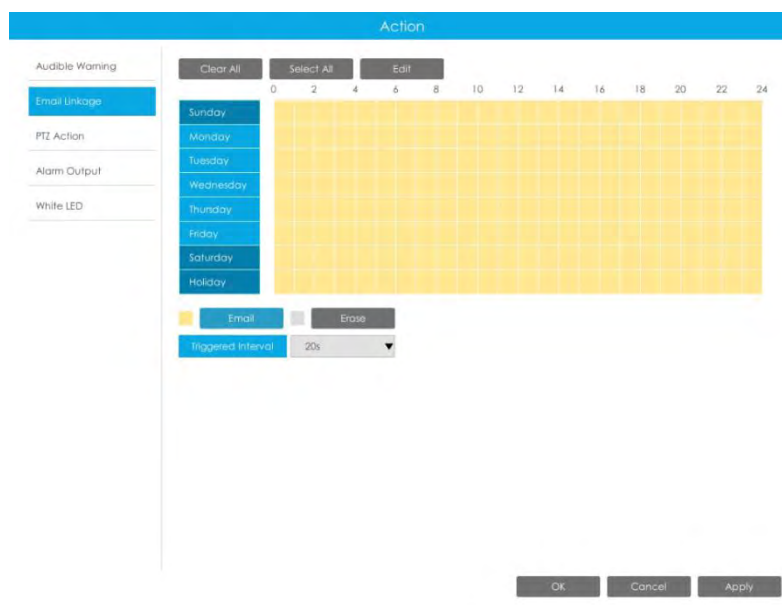 Action
Audible Warning
Email Linkage
PTZ Action
Alarm Output
White LED
Clear All Select All Edit
0 2 4 6 8 10 12 14 16 18 20 22 24
Sunday
Monday
Tuesday
Wednesday
Thursday
Friday
Saturday
Holiday
Email Erase
Triggered Interval 20s
OK Cancel Apply